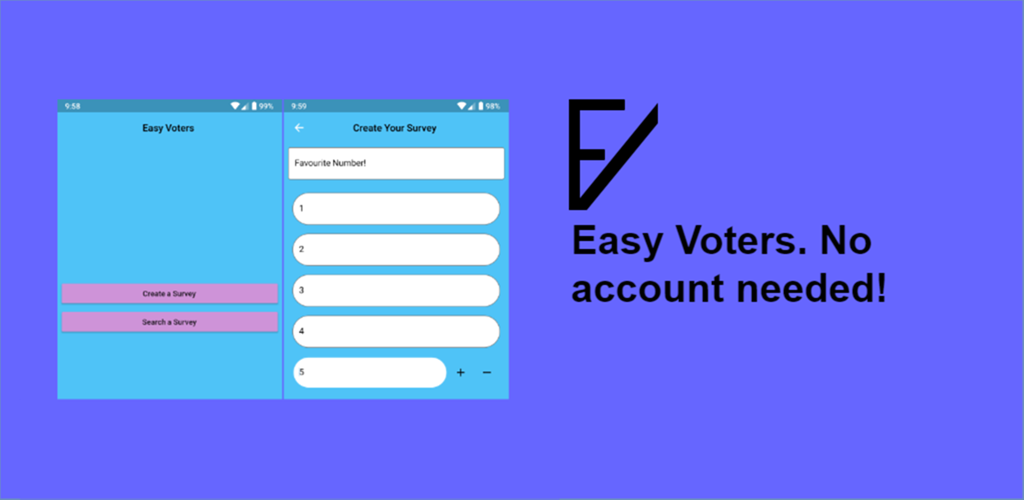 9:58
99%
Easy Voters
Create a Survey
Search a Survey
9:59
98%
Create Your Survey
Favourite Number!
1
2
3
4
5
+ −
EV
Easy Voters. No
account needed!